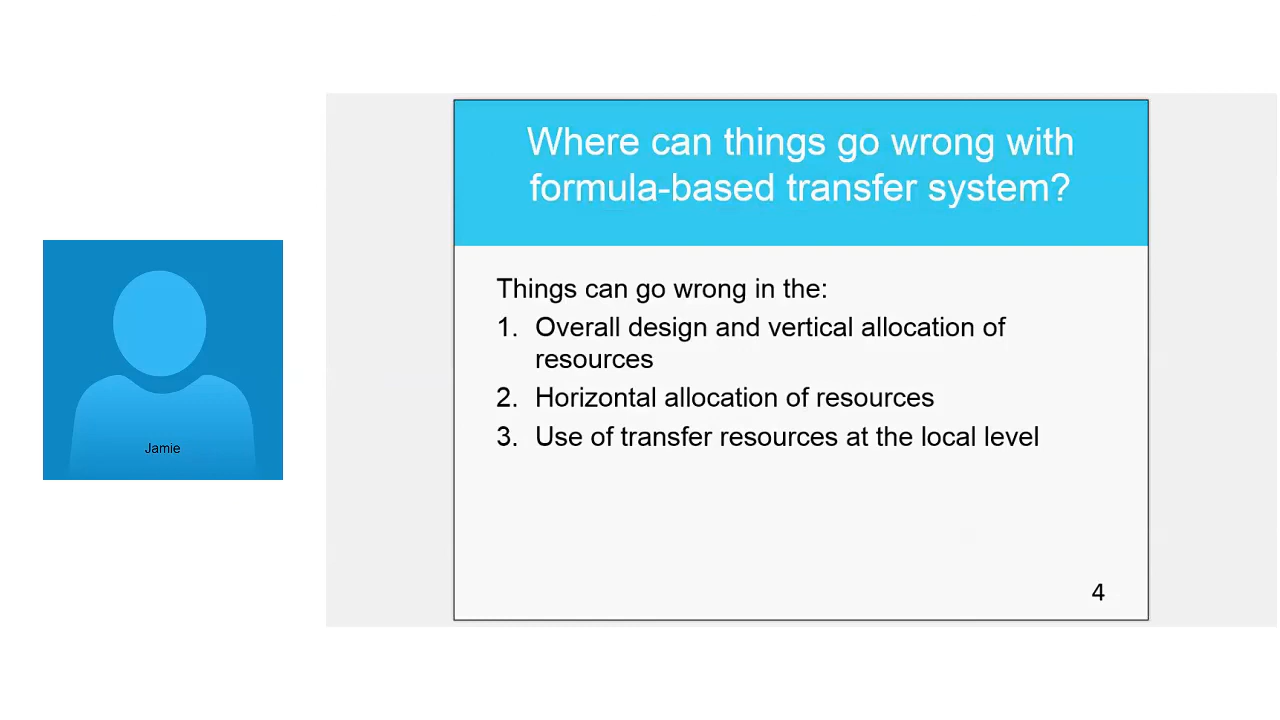 Where can things go wrong with
formula-based transfer system?
Things can go wrong in the:
1. Overall design and vertical allocation of
resources
2. Horizontal allocation of resources
3. Use of transfer resources at the local level
Jamie
4